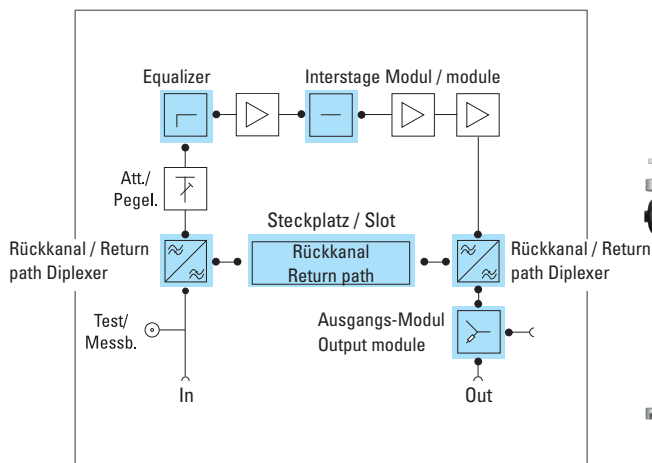 Equalizer
Interstage Modul / module
Att./
Pegel.
Steckplatz / Slot
Rückkanal / Return
path Diplexer
Rückkanal
Return path
Rückkanal / Return
path Diplexer
Test/
Messb.
Ausgangs-Modul
Output module
In
Out